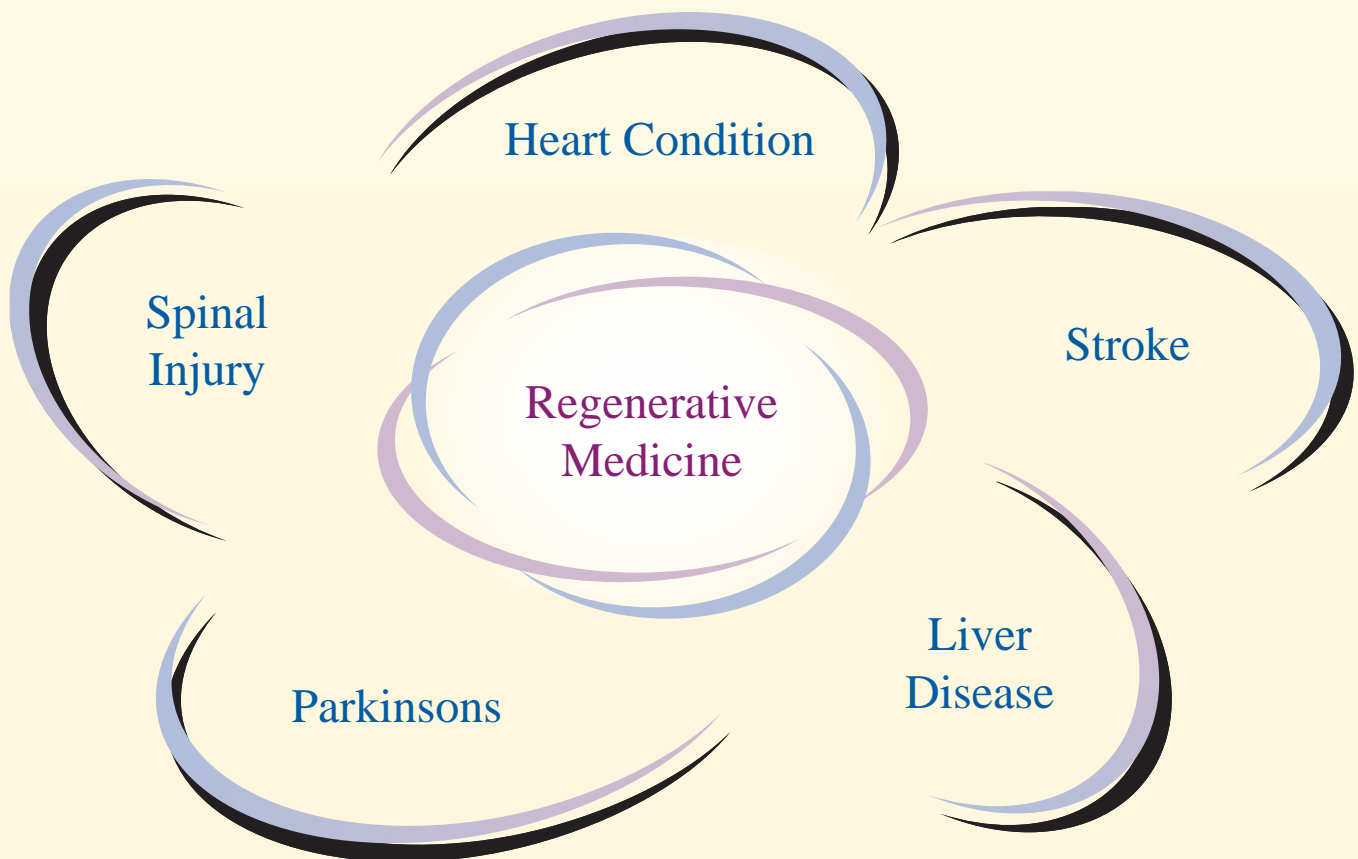 Heart Condition
Spinal
Injury
Stroke
Regenerative
Medicine
Liver
Disease
Parkinsons